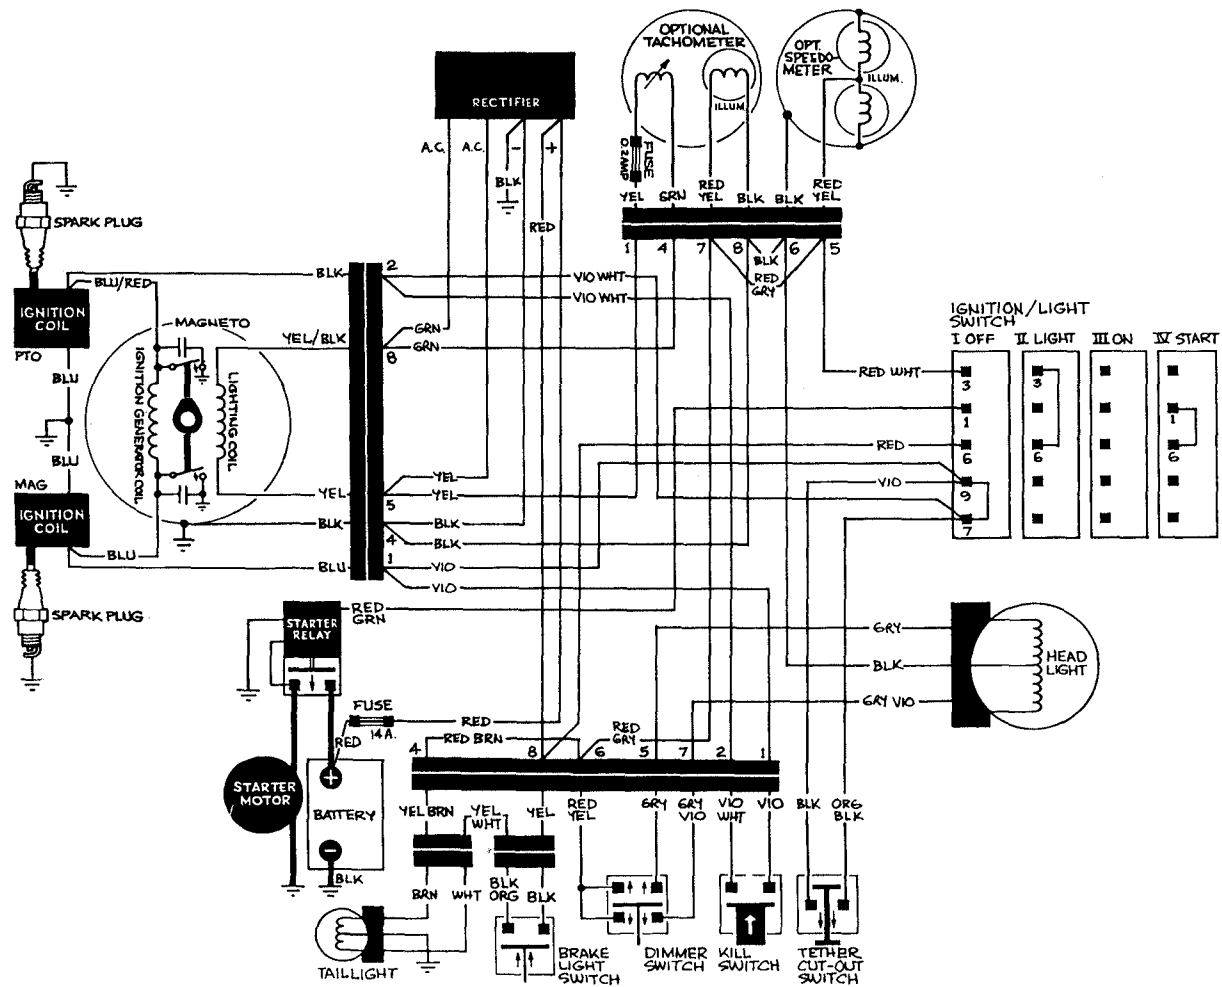 OPTIONAL
TACHOMETER
ILLUM.
OPT.
SPEEDO-
METER
ILLUM.
RECTIFIER
A.C.
A.C.
-
+
BLK
RED
0.2AMP
FUSE
YEL
GRN
RED
YEL
BLK
BLK
RED
YEL
1
4
7
8
6
5
BLK
RED
GRY
SPARK PLUG
BLU/RED
IGNITION
COIL
PTO
BLU
BLU
MAG
IGNITION
COIL
BLU
SPARK PLUG
MAGNETO
IGNITION GENERATOR COIL
LIGHTING COIL
BLK
YEL/BLK
YEL
BLK
BLU
2
8
5
4
1
VIO WHT
VIO WHT
GRN
GRN
YEL
YEL
BLK
BLK
VIO
VIO
IGNITION/LIGHT
SWITCH
I OFF
II LIGHT
III ON
IV START
RED WHT
RED
VIO
3
1
6
9
7
3
6
1
6
STARTER
RELAY
RED
GRN
FUSE
14A.
RED
RED
STARTER
MOTOR
+
BATTERY
-
BLK
GRY
BLK
GRY VIO
HEAD
LIGHT
RED BRN
RED
GRY
4
8
6
5
7
2
1
YEL BRN
YEL
WHT
YEL
RED
YEL
GRY
GRY
VIO
VIO
WHT
VIO
BLK
ORG
BLK
BRN
WHT
BLK
ORG
BLK
TAILLIGHT
BRAKE
LIGHT
SWITCH
DIMMER
SWITCH
KILL
SWITCH
TETHER
CUT-OUT
SWITCH